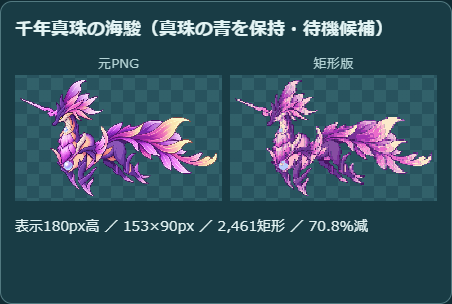 千年真珠の海駿（真珠の青を保持・待機候補）
元PNG
矩形版
表示180px高 ／ 153×90px ／ 2,461矩形 ／ 70.8%減